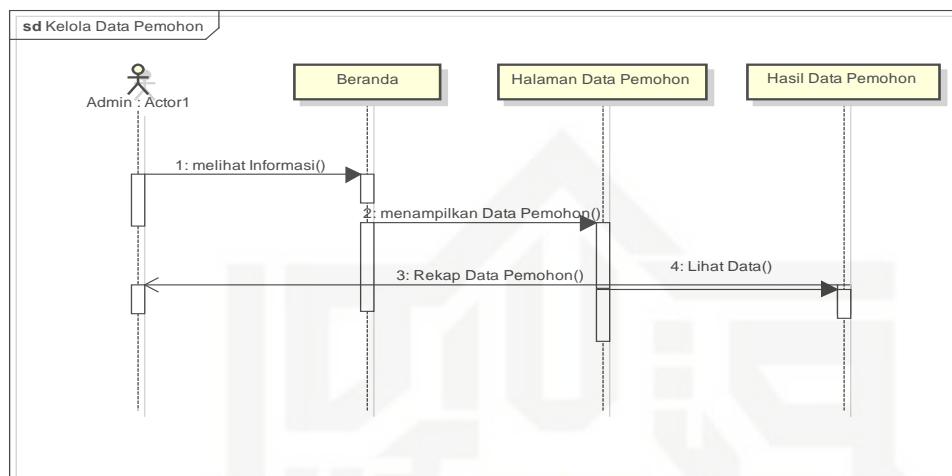 sd Kelola Data Pemohon
Admin : Actor1
Beranda
Halaman Data Pemohon
Hasil Data Pemohon
1: melihat Informasi()
2: menampilkan Data Pemohon()
3: Rekap Data Pemohon()
4: Lihat Data()